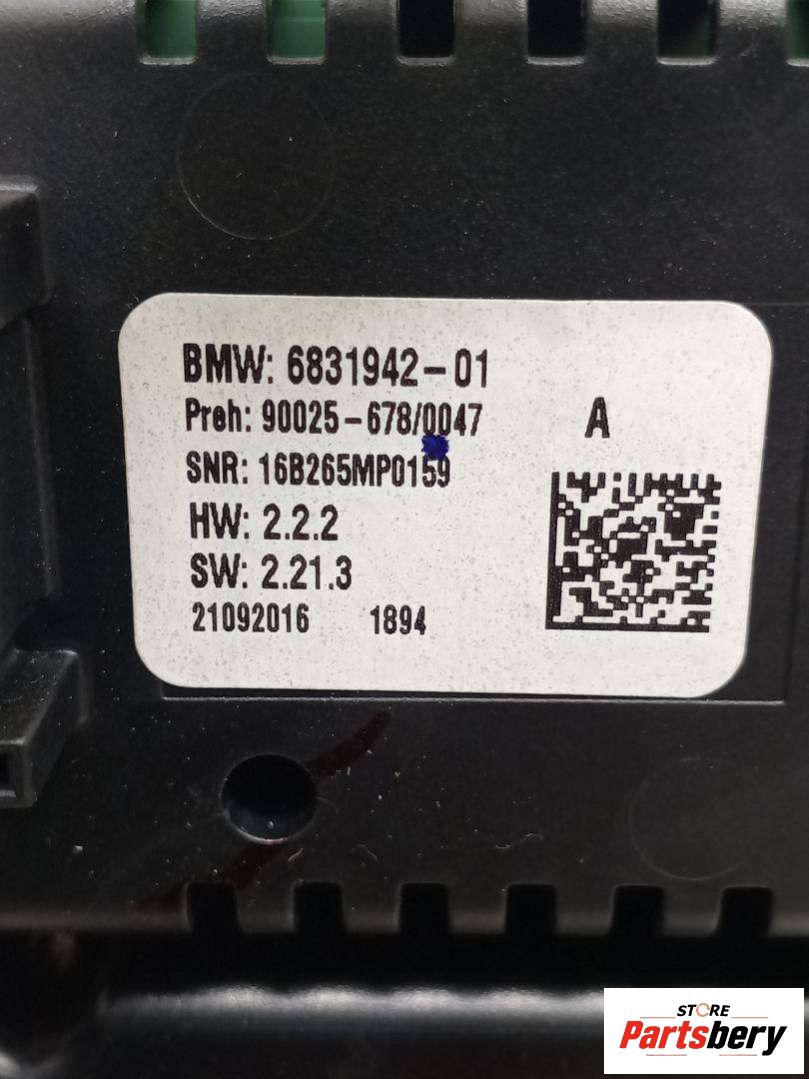 BMW: 6831942-01
Preh: 90025-678/0047
A
SNR: 16B265MP0159
HW: 2.2.2
SW: 2.21.3
21092016 1894
STORE
Partsbery